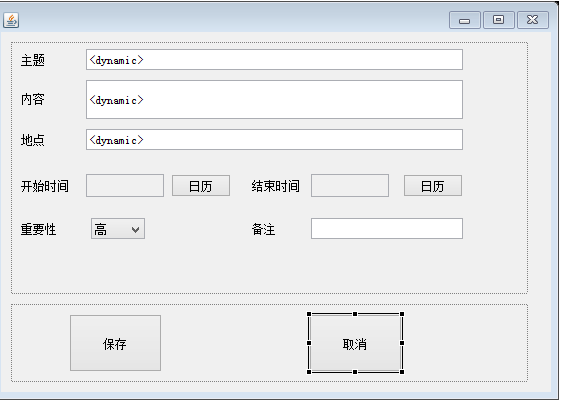 主题 <dynamic>
内容 <dynamic>
地点 <dynamic>
开始时间 日历 结束时间 日历
重要性 高 备注
保存 取消